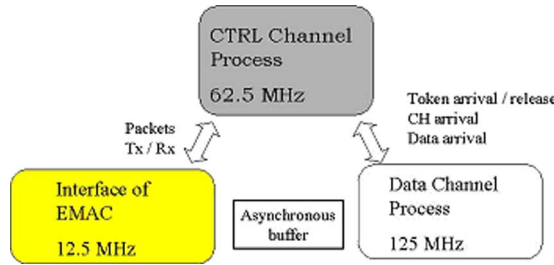 CTRL Channel
Process
62.5 MHz
Packets
Tx / Rx
Token arrival / release
CH arrival
Data arrival
Interface of
EMAC
12.5 MHz
Asynchronous
buffer
Data Channel
Process
125 MHz